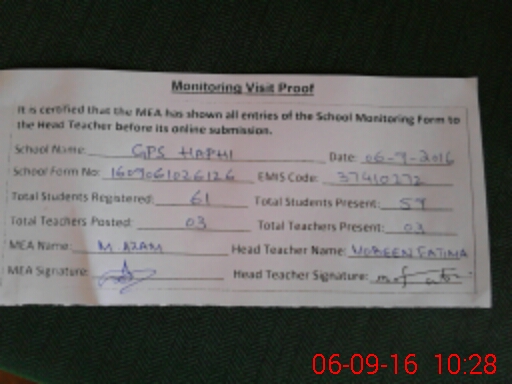 Monitoring Visit Proof
It is certified that the MEA has shown all entries of the School Monitoring Form to
the Head Teacher before its online submission.
School Name: GPS HAPHI Date: 06-9-2016
School Form No: 1609061026126 EMIS Code: 37410272
Total Students Registered: 61 Total Students Present: 59
Total Teachers Posted: 03 Total Teachers Present: 03
MEA Name: M AZAM Head Teacher Name: NOREEN FATIMA
MEA Signature: Head Teacher Signature:
06-09-16 10:28